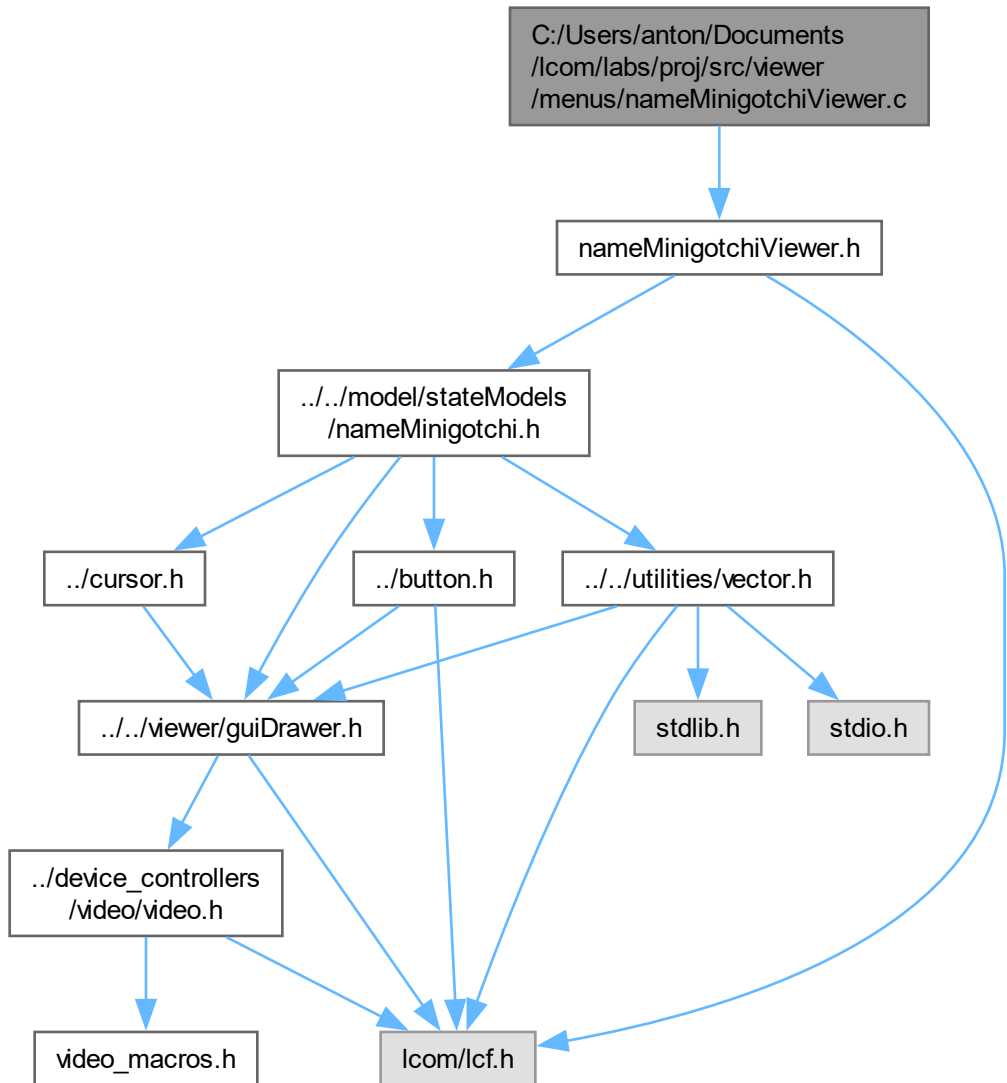 C:/Users/anton/Documents
/lcom/labs/proj/src/viewer
/menus/nameMinigotchiViewer.c
nameMinigotchiViewer.h
../../model/stateModels
/nameMinigotchi.h
../cursor.h
../button.h
../../utilities/vector.h
../../viewer/guiDrawer.h
stdlib.h
stdio.h
../device_controllers
/video/video.h
video_macros.h
lcom/lcf.h